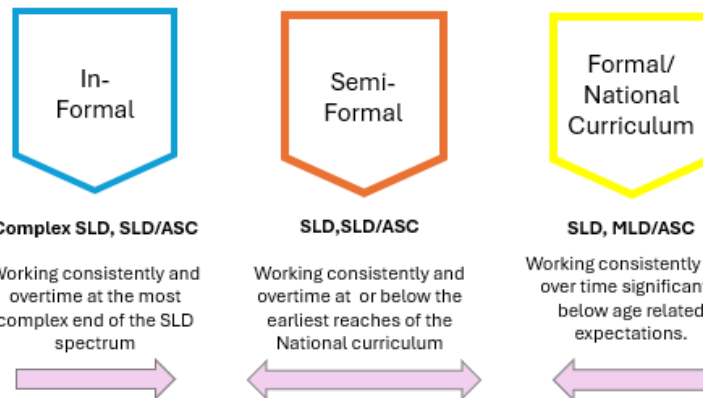 In-
Formal
Semi-
Formal
Formal/
National
Curriculum
Complex SLD, SLD/ASC
SLD,SLD/ASC
SLD, MLD/ASC
Working consistently and
overtime at the most
complex end of the SLD
spectrum
Working consistently and
overtime at or below the
earliest reaches of the
National curriculum
Working consistently
over time significant
below age related
expectations.